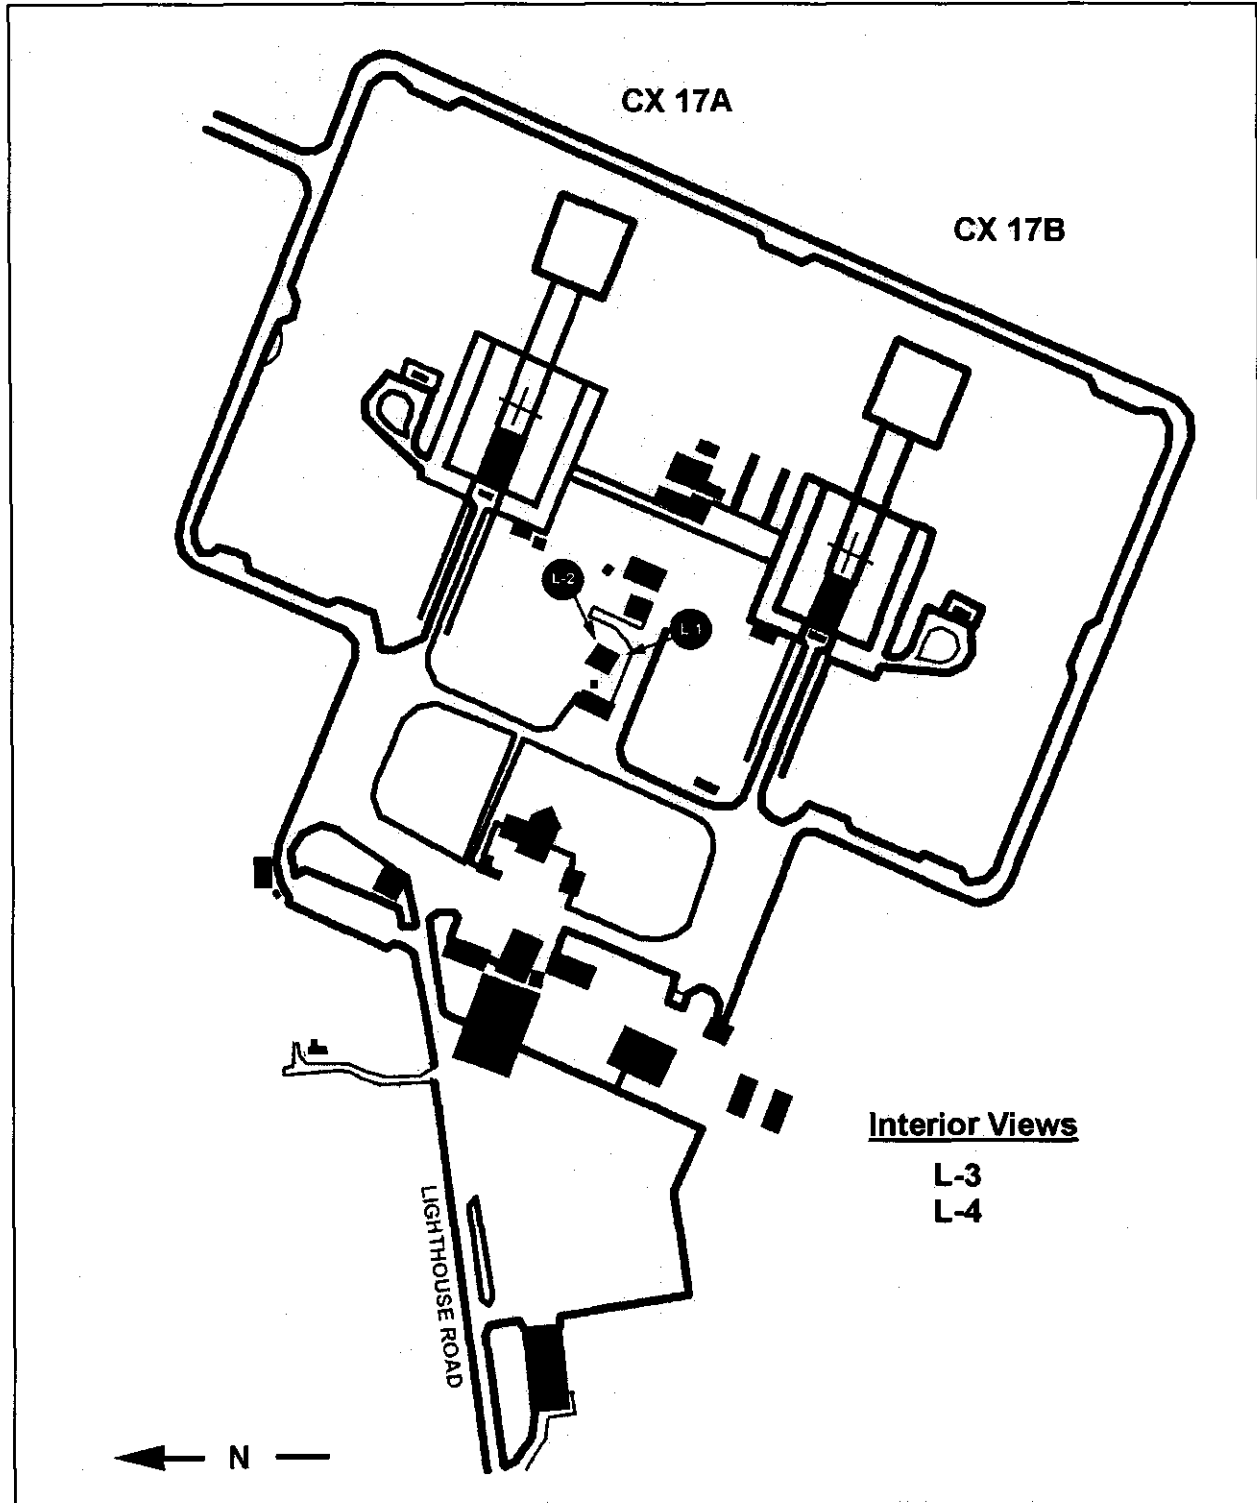 CX 17A
CX 17B
L-2
L-1
Interior Views
L-3
L-4
LIGHTHOUSE ROAD
N